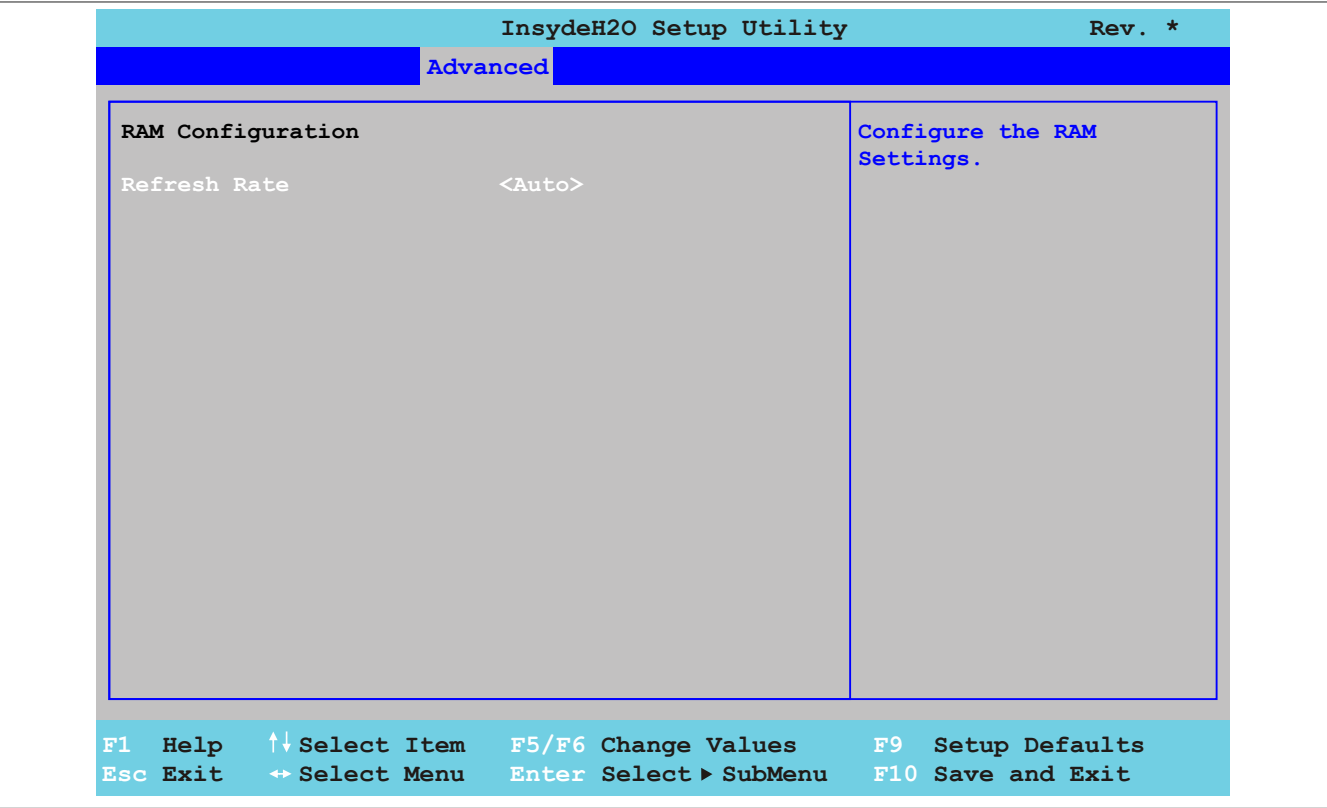 InsydeH2O Setup Utility Rev. *
Advanced
RAM Configuration
Refresh Rate <Auto>
Configure the RAM
Settings.
F1 Help ↑↓ Select Item F5/F6 Change Values F9 Setup Defaults
Esc Exit ↔ Select Menu Enter Select ▶ SubMenu F10 Save and Exit